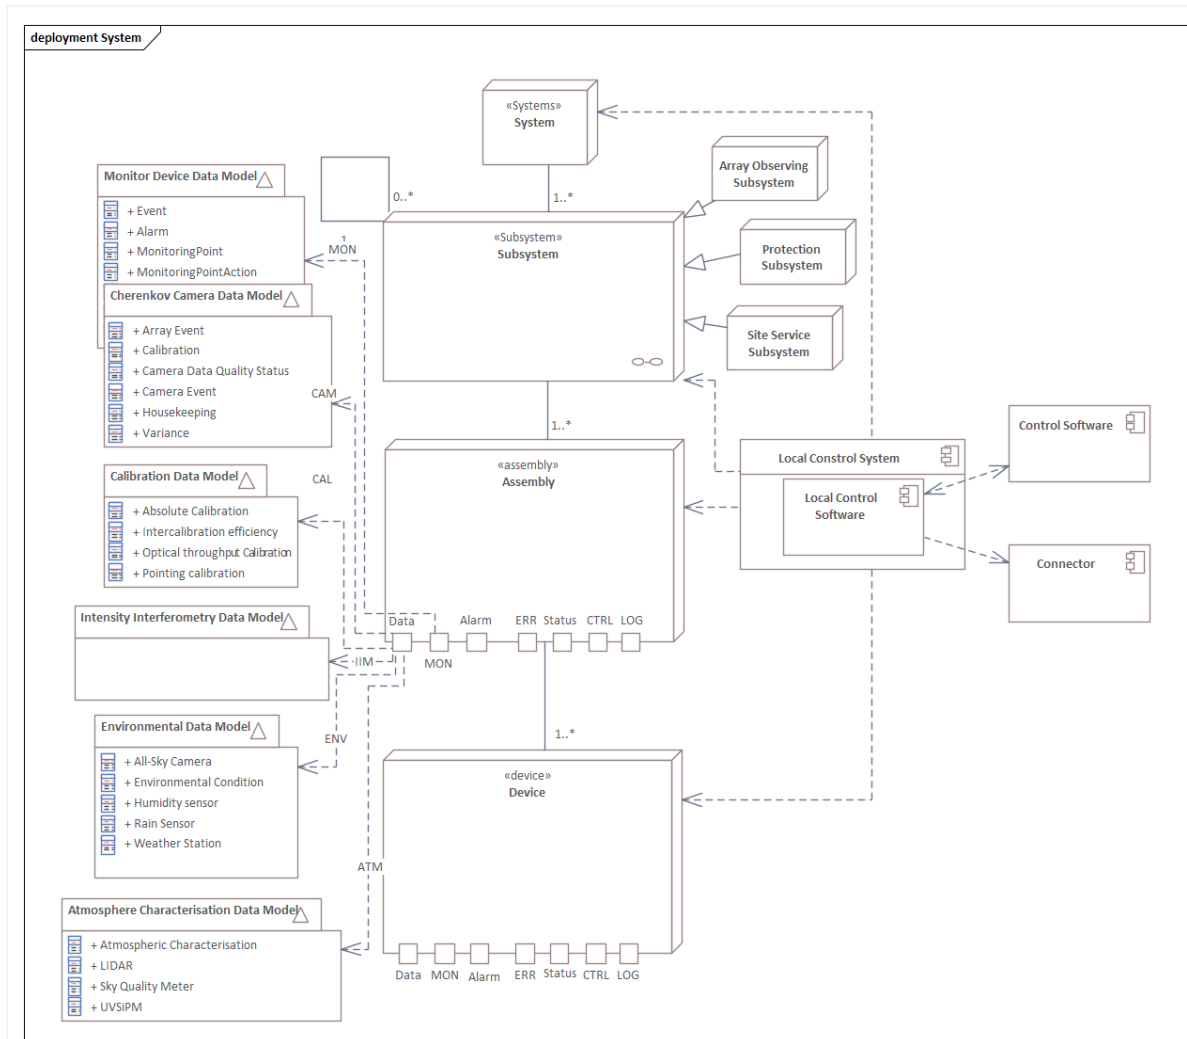 deployment System
«Systems»
System
Array Observing
Subsystem
Monitor Device Data Model
0..*
1..*
+ Event
+ Alarm
+ MonitoringPoint
+ MonitoringPointAction
1
MON
«Subsystem»
Subsystem
Protection
Subsystem
Cherenkov Camera Data Model
+ Array Event
+ Calibration
+ Camera Data Quality Status
+ Camera Event
+ Housekeeping
+ Variance
CAM
Site Service
Subsystem
1..*
Control Software
«assembly»
Assembly
Local Constrol System
Local Control
Software
Calibration Data Model
CAL
+ Absolute Calibration
+ Intercalibration efficiency
+ Optical throughput Calibration
+ Pointing calibration
Connector
Intensity Interferometry Data Model
Data
MON
Alarm
ERR
Status
CTRL
LOG
IIM
Environmental Data Model
ENV
1..*
+ All-Sky Camera
+ Environmental Condition
+ Humidity sensor
+ Rain Sensor
+ Weather Station
«device»
Device
ATM
Atmosphere Characterisation Data Model
+ Atmospheric Characterisation
+ LIDAR
+ Sky Quality Meter
+ UVSiPM
Data
MON
Alarm
ERR
Status
CTRL
LOG